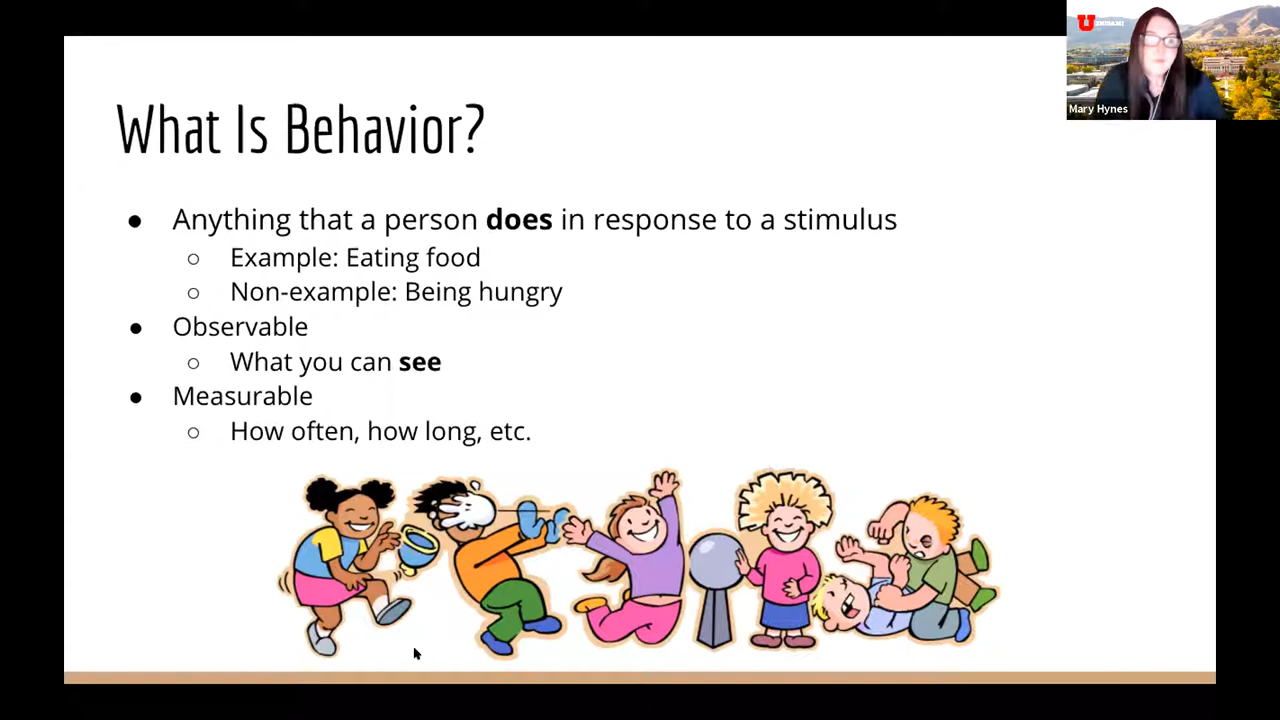 What Is Behavior?
● Anything that a person does in response to a stimulus
○ Example: Eating food
○ Non-example: Being hungry
● Observable
○ What you can see
● Measurable
○ How often, how long, etc.
U
Mary Hynes